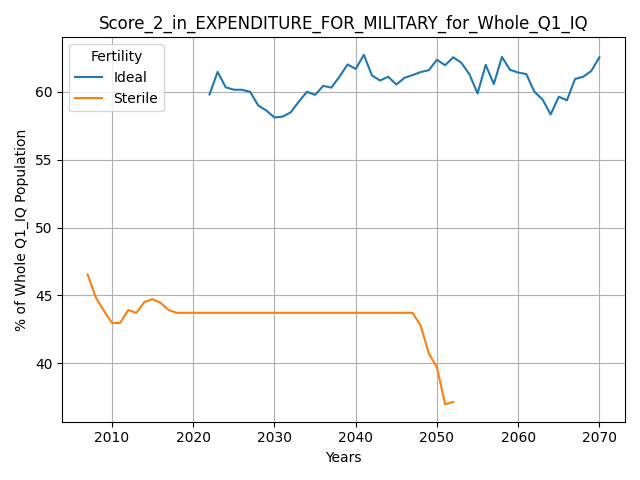 Score_2_in_EXPENDITURE_FOR_MILITARY_for_Whole_Q1_IQ
Fertility
Ideal
Sterile
% of Whole Q1_IQ Population
60
55
50
45
40
2010
2020
2030
2040
2050
2060
2070
Years